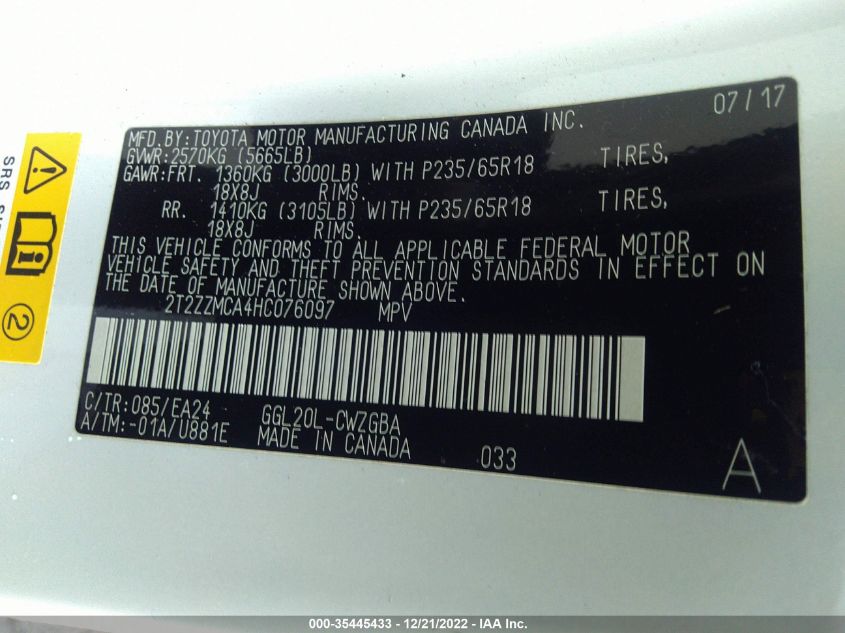 07/17
MFD.BY:TOYOTA MOTOR MANUFACTURING CANADA INC.
GVWR:2570KG (5665LB)
GAWR:FRT. 1360KG (3000LB) WITH P235/65R18 TIRES,
18X8J RIMS.
RR. 1410KG (3105LB) WITH P235/65R18 TIRES,
18X8J RIMS.
THIS VEHICLE CONFORMS TO ALL APPLICABLE FEDERAL MOTOR
VEHICLE SAFETY AND THEFT PREVENTION STANDARDS IN EFFECT ON
THE DATE OF MANUFACTURE SHOWN ABOVE.
2T2ZZMCA4HC076097 MPV
C/TR:085/EA24 GGL20L-CWZGBA
A/TM:-01A/U881E MADE IN CANADA 033
A
SRS
2
000-35445433 - 12/21/2022 - IAA Inc.